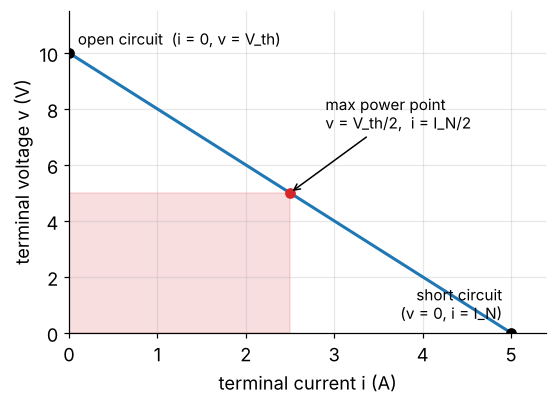 open circuit  (i = 0, v = V_th)
10
max power point
v = V_th/2,  i = I_N/2
8
6
4
2
short circuit
(v = 0, i = I_N)
0
0
1
2
3
4
5
terminal voltage v (V)
terminal current i (A)